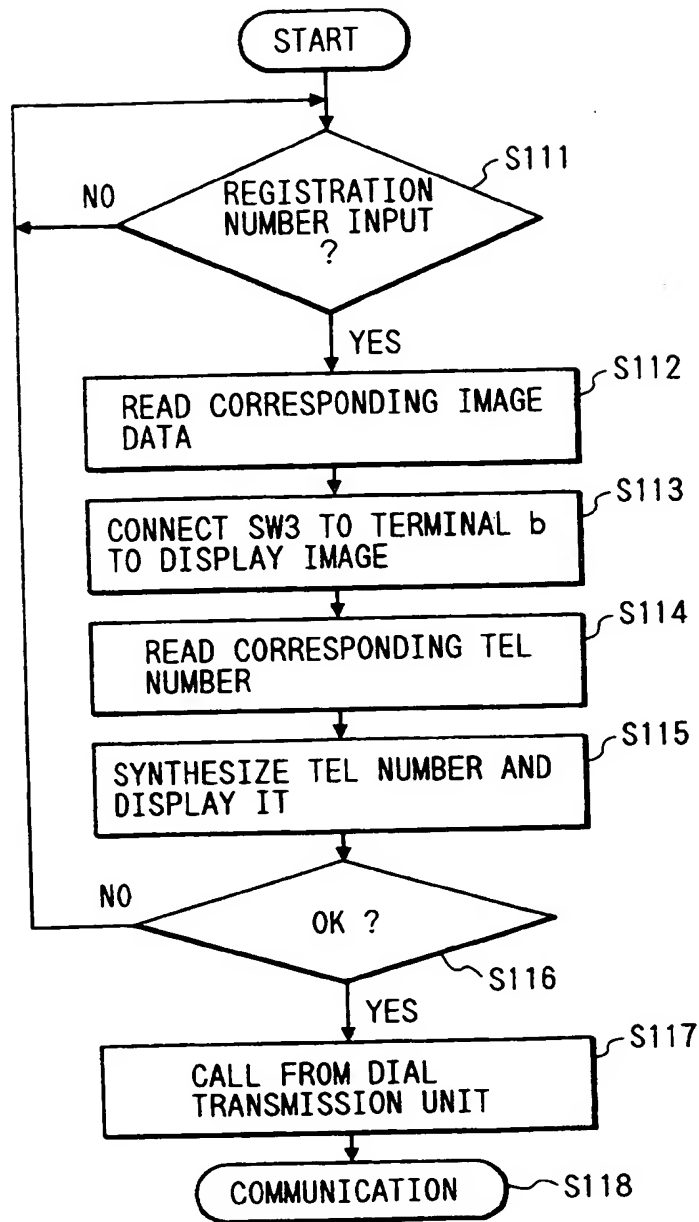 START
S111
NO
REGISTRATION
NUMBER INPUT
?
YES
S112
READ CORRESPONDING IMAGE
DATA
S113
CONNECT SW3 TO TERMINAL b
TO DISPLAY IMAGE
S114
READ CORRESPONDING TEL
NUMBER
S115
SYNTHESIZE TEL NUMBER AND
DISPLAY IT
NO
OK ?
S116
YES
S117
CALL FROM DIAL
TRANSMISSION UNIT
COMMUNICATION
S118